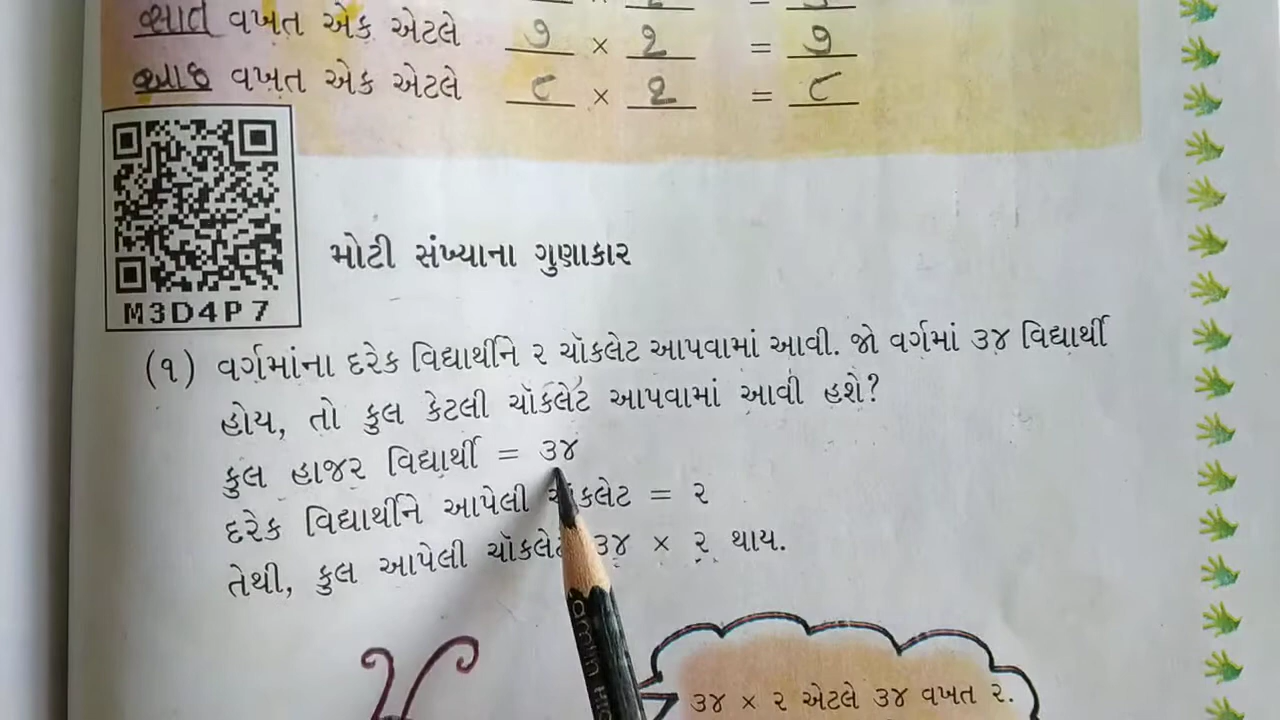 સાત વખત એક એટલે ૭ × ૧ = ૭
આઠ વખત એક એટલે ૮ × ૧ = ૮
M3D4P7
મોટી સંખ્યાના ગુણાકાર
(૧) વર્ગમાંના દરેક વિદ્યાર્થીને ૨ ચૉકલેટ આપવામાં આવી. જો વર્ગમાં ૩૪ વિદ્યાર્થી
હોય, તો કુલ કેટલી ચૉકલેટ આપવામાં આવી હશે?
કુલ હાજર વિદ્યાર્થી = ૩૪
દરેક વિદ્યાર્થીને આપેલી ચૉકલેટ = ૨
તેથી, કુલ આપેલી ચૉકલેટ ૩૪ × ૨ થાય.
૩૪ × ૨ એટલે ૩૪ વખત ૨.